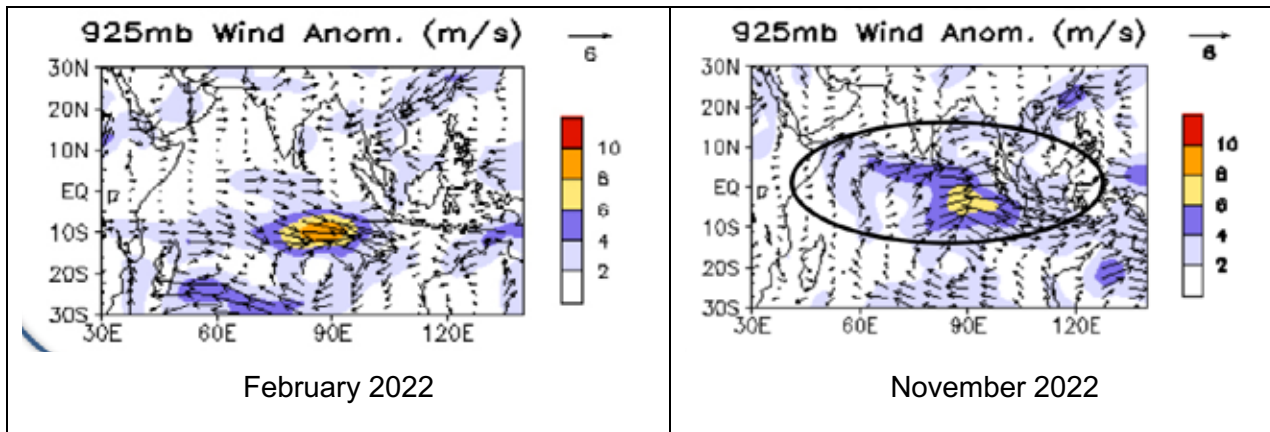 925mb Wind Anom. (m/s)
6
30N
20N
10N
EQ
10S
20S
30S
30E
60E
90E
120E
10
8
6
4
2
February 2022
925mb Wind Anom. (m/s)
6
30N
20N
10N
EQ
10S
20S
30S
30E
60E
90E
120E
10
8
6
4
2
November 2022